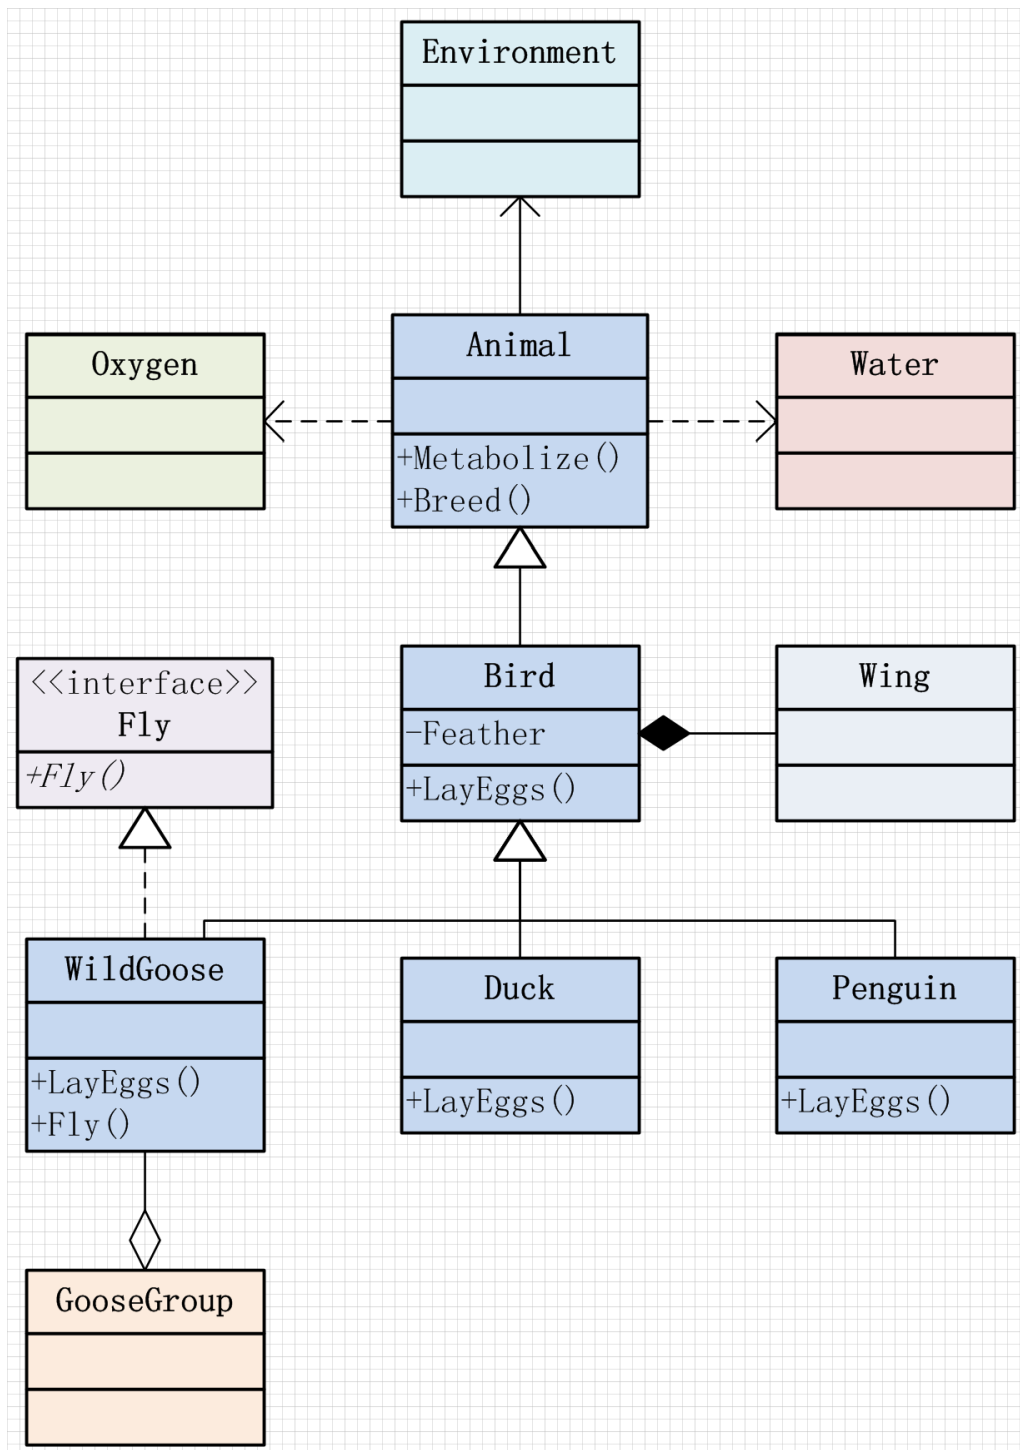 Environment
Oxygen
Animal
+Metabolize()
+Breed()
Water
<<interface>>
Fly
+Fly()
Bird
-Feather
+LayEggs()
Wing
WildGoose
+LayEggs()
+Fly()
Duck
+LayEggs()
Penguin
+LayEggs()
GooseGroup